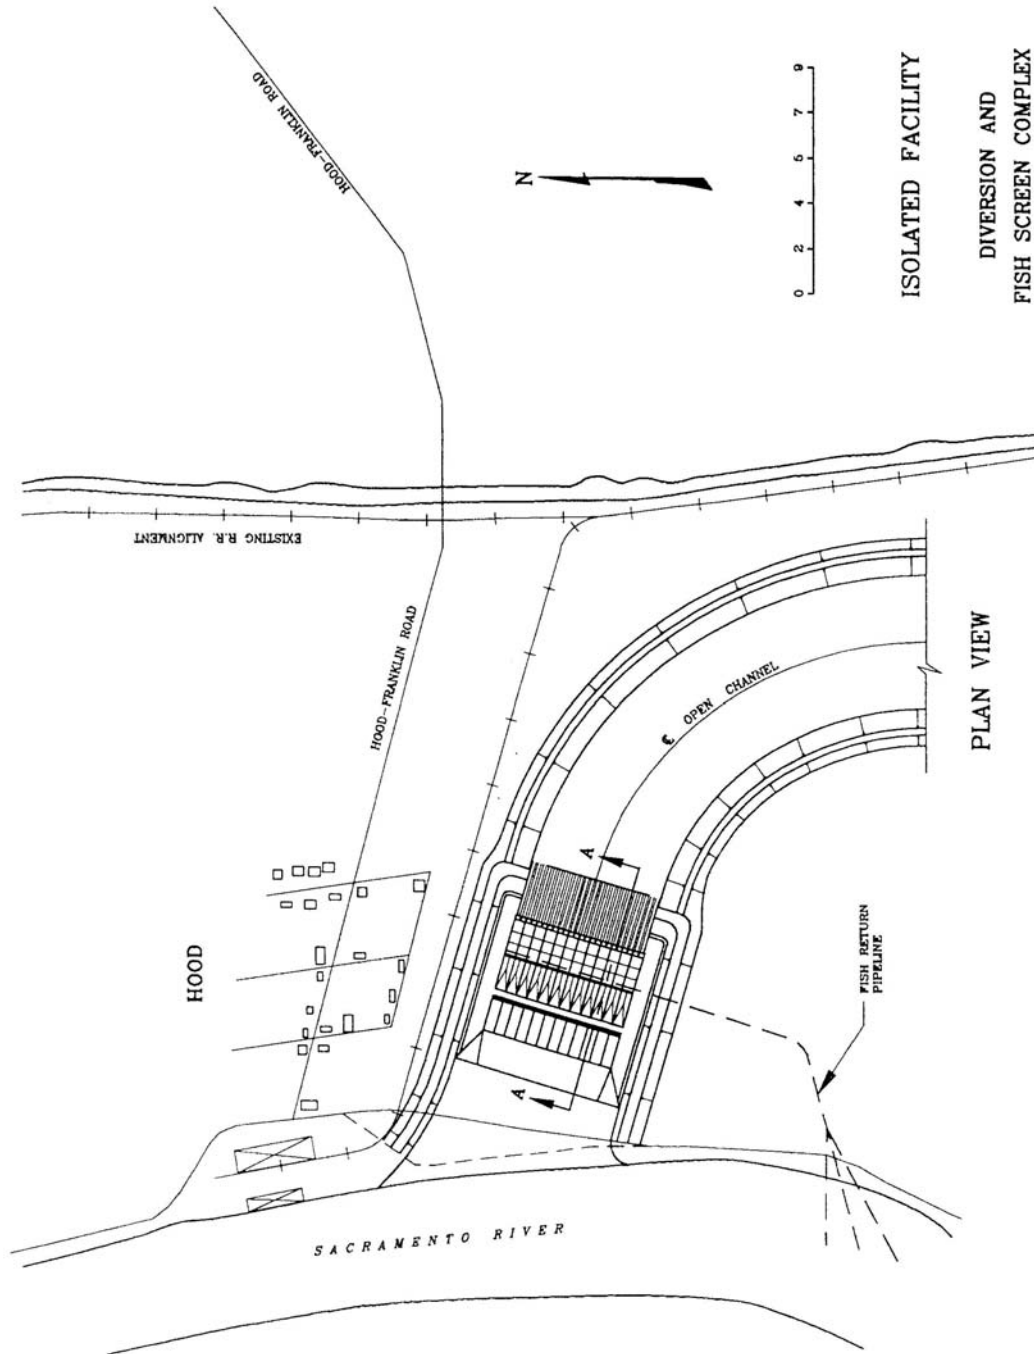 HOOD-FRANKLIN ROAD
N
0 2 4 5 7 9
ISOLATED FACILITY
DIVERSION AND
FISH SCREEN COMPLEX
EXISTING R.R. ALIGNMENT
HOOD-FRANKLIN ROAD
HOOD
℄ OPEN CHANNEL
A
A
PLAN VIEW
FISH RETURN
PIPELINE
SACRAMENTO RIVER